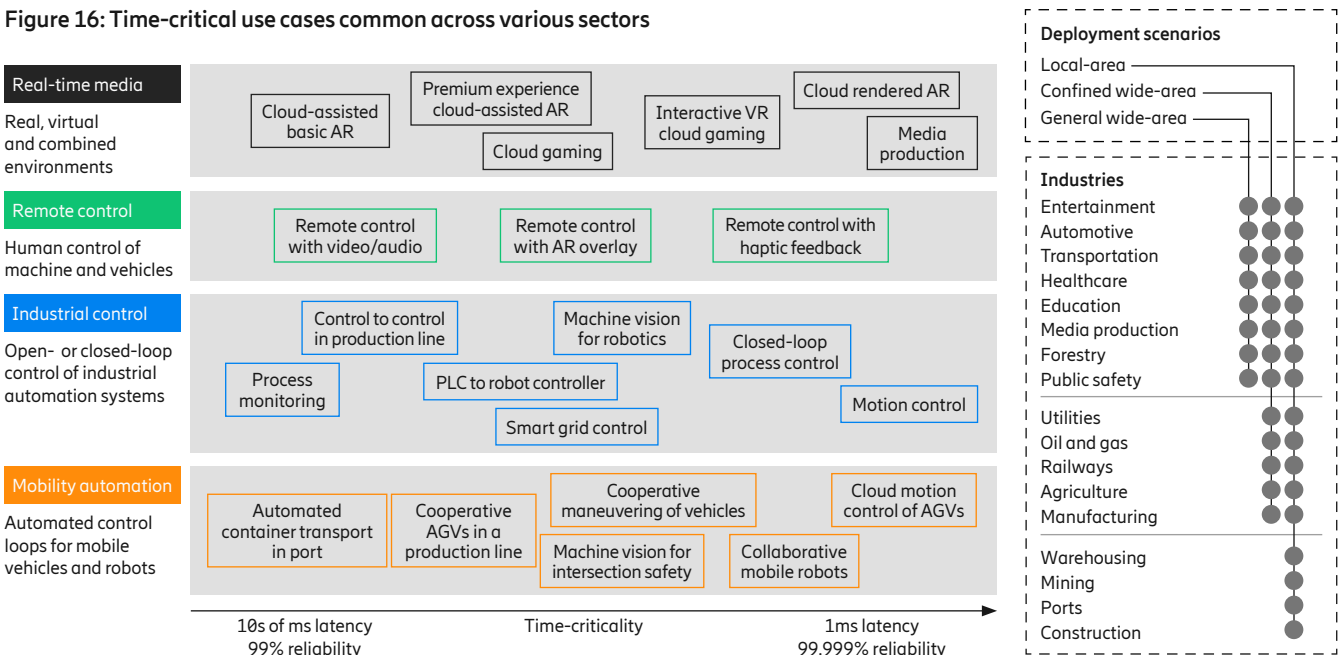 Figure 16: Time-critical use cases common across various sectors
Real-time media
Real, virtual
and combined
environments
Cloud-assisted
basic AR
Premium experience
cloud-assisted AR
Cloud gaming
Interactive VR
cloud gaming
Cloud rendered AR
Media
production
Remote control
Human control of
machine and vehicles
Remote control
with video/audio
Remote control
with AR overlay
Remote control with
haptic feedback
Industrial control
Open- or closed-loop
control of industrial
automation systems
Control to control
in production line
Process
monitoring
PLC to robot controller
Smart grid control
Machine vision
for robotics
Closed-loop
process control
Motion control
Mobility automation
Automated control
loops for mobile
vehicles and robots
Automated
container transport
in port
Cooperative
AGVs in a
production line
Cooperative
maneuvering of vehicles
Machine vision for
intersection safety
Collaborative
mobile robots
Cloud motion
control of AGVs
10s of ms latency
99% reliability
Time-criticality
1ms latency
99.999% reliability
Deployment scenarios
Local-area
Confined wide-area
General wide-area
Industries
Entertainment
Automotive
Transportation
Healthcare
Education
Media production
Forestry
Public safety
Utilities
Oil and gas
Railways
Agriculture
Manufacturing
Warehousing
Mining
Ports
Construction